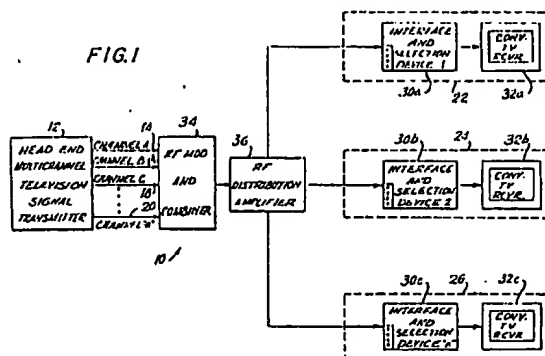 FIG.1
12
HEAD END
MULTICHANNEL
TELEVISION
SIGNAL
TRANSMITTER
CHANNEL A
14
CHANNEL B
CHANNEL C
18
20
CHANNEL "N"
10
34
RF MOD
AND
COMBINER
36
RF
DISTRIBUTION
AMPLIFIER
INTERFACE
AND
SELECTION
DEVICE 1
30a
CONV.
TV
RCVR.
32a
22
24
30b
INTERFACE
AND
SELECTION
DEVICE 2
32b
CONV.
TV
RCVR.
26
30c
INTERFACE
AND
SELECTION
DEVICE "n"
32c
CONV.
TV
RCVR.